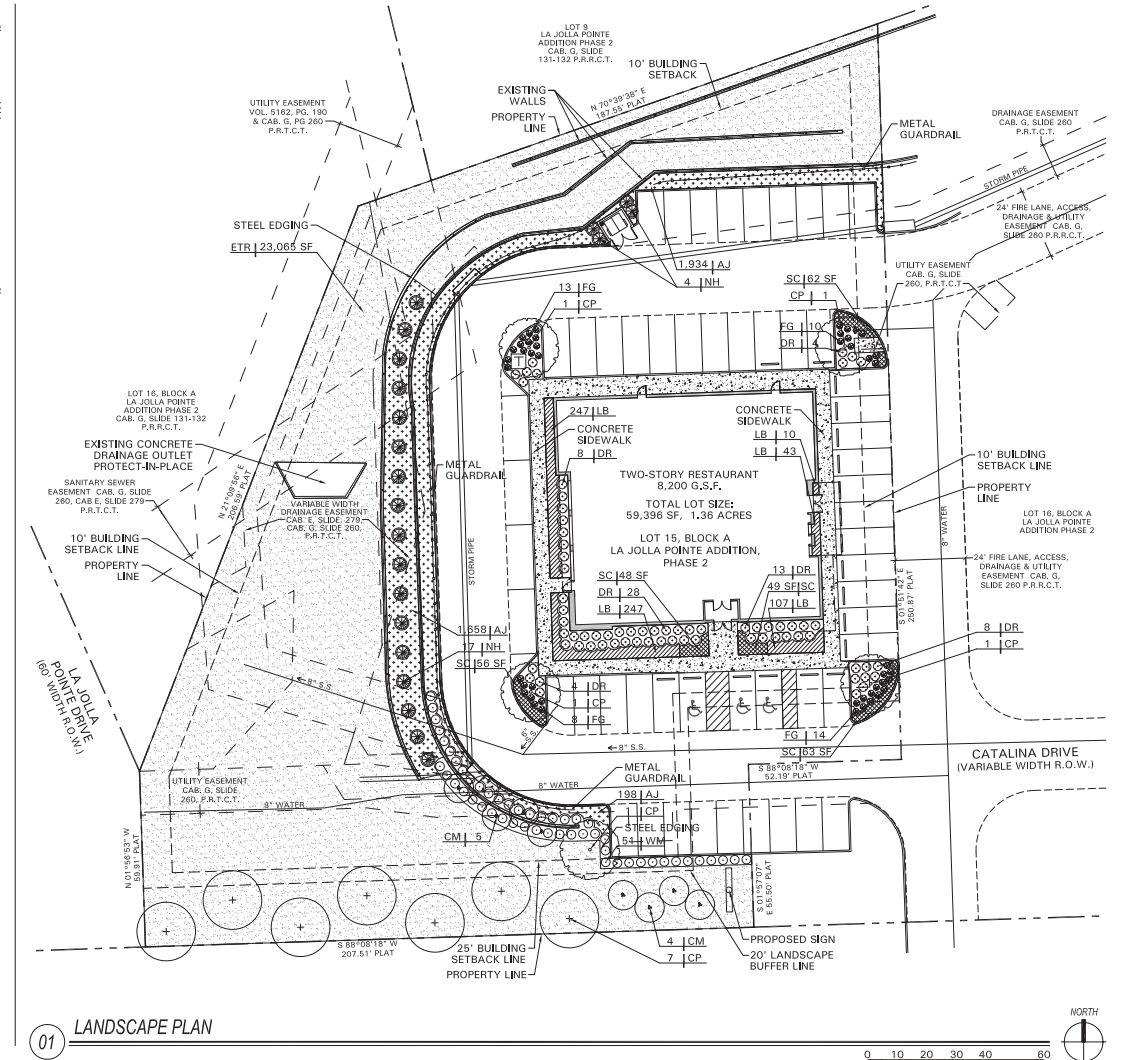 LOT 9
LA JOLLA POINTE
ADDITION PHASE 2
CAB. G, SLIDE
131-132 P.R.R.C.T.
10' BUILDING
SETBACK
EXISTING
WALLS
PROPERTY
LINE
N 70°39'38" E
187.55' PLAT
UTILITY EASEMENT
VOL. 5162, PG. 190
& CAB. G, PG 260
P.R.T.C.T.
METAL
GUARDRAIL
DRAINAGE EASEMENT
CAB. G, SLIDE 260
P.R.T.C.T.
STORM PIPE
24' FIRE LANE, ACCESS,
DRAINAGE & UTILITY
EASEMENT CAB. G,
SLIDE 260 P.R.R.C.T.
STEEL EDGING
ETR 23,065 SF
1,934 AJ
4 NH
UTILITY EASEMENT
CAB. G, SLIDE
260, P.R.T.C.T
13 FG
1 CP
SC 62 SF
CP 1
FG 10
DR 4
LOT 16, BLOCK A
LA JOLLA POINTE
ADDITION PHASE 2
CAB. G, SLIDE 131-132
P.R.R.C.T.
EXISTING CONCRETE
DRAINAGE OUTLET
PROTECT-IN-PLACE
SANITARY SEWER
EASEMENT CAB. G, SLIDE
260, CAB E, SLIDE 279
P.R.T.C.T.
10' BUILDING
SETBACK LINE
PROPERTY
LINE
N 21°09'56" E
206.59' PLAT
VARIABLE WIDTH
DRAINAGE EASEMENT
CAB. E, SLIDE, 279,
CAB. G, SLIDE 260,
P.R.T.C.T.
METAL
GUARDRAIL
STORM PIPE
247 LB
CONCRETE
SIDEWALK
8 DR
CONCRETE
SIDEWALK
LB 10
LB 43
TWO-STORY RESTAURANT
8,200 G.S.F.
TOTAL LOT SIZE:
59,396 SF, 1.36 ACRES
LOT 15, BLOCK A
LA JOLLA POINTE ADDITION,
PHASE 2
SC 48 SF
DR 28
LB 247
13 DR
49 SF SC
107 LB
10' BUILDING
SETBACK LINE
PROPERTY
LINE
8" WATER
LOT 16, BLOCK A
LA JOLLA POINTE
ADDITION PHASE 2
24' FIRE LANE, ACCESS,
DRAINAGE & UTILITY
EASEMENT CAB. G,
SLIDE 260 P.R.R.C.T.
S 01°51'42" E
250.87' PLAT
8 DR
1 CP
1,658 AJ
17 NH
SC 56 SF
8" S.S.
4 DR
1 CP
8 FG
8"
S.S.
FG 14
SC 63 SF
8" S.S.
CATALINA DRIVE
(VARIABLE WIDTH R.O.W.)
S 88°08'18" W
52.19' PLAT
LA JOLLA
POINTE DRIVE
(60' WIDTH R.O.W.)
UTILITY EASEMENT
CAB. G, SLIDE
260, P.R.T.C.T.
8" WATER
8" WATER
METAL
GUARDRAIL
198 AJ
1 CP
STEEL EDGING
51 WM
CM 5
N 01°56'53" W
59.91' PLAT
S 01°57'07"
E 55.50' PLAT
S 88°08'18" W
207.51' PLAT
25' BUILDING
SETBACK LINE
PROPERTY LINE
4 CM
7 CP
PROPOSED SIGN
20' LANDSCAPE
BUFFER LINE
01 LANDSCAPE PLAN
NORTH
0 10 20 30 40 60